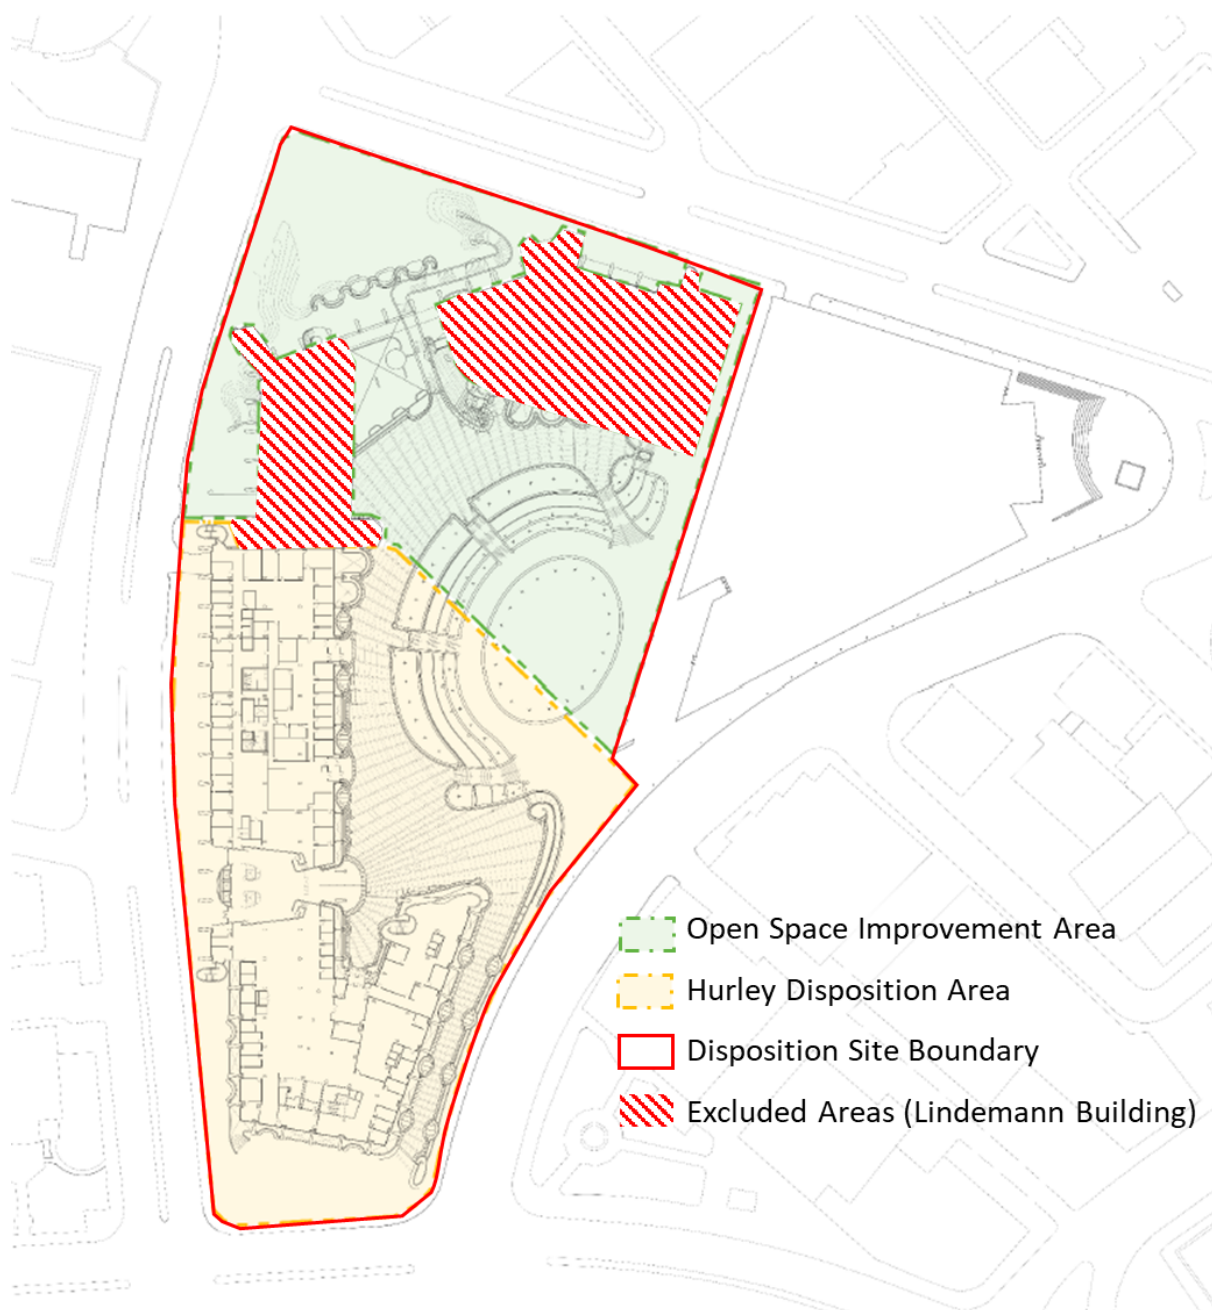 Open Space Improvement Area
Hurley Disposition Area
Disposition Site Boundary
Excluded Areas (Lindemann Building)